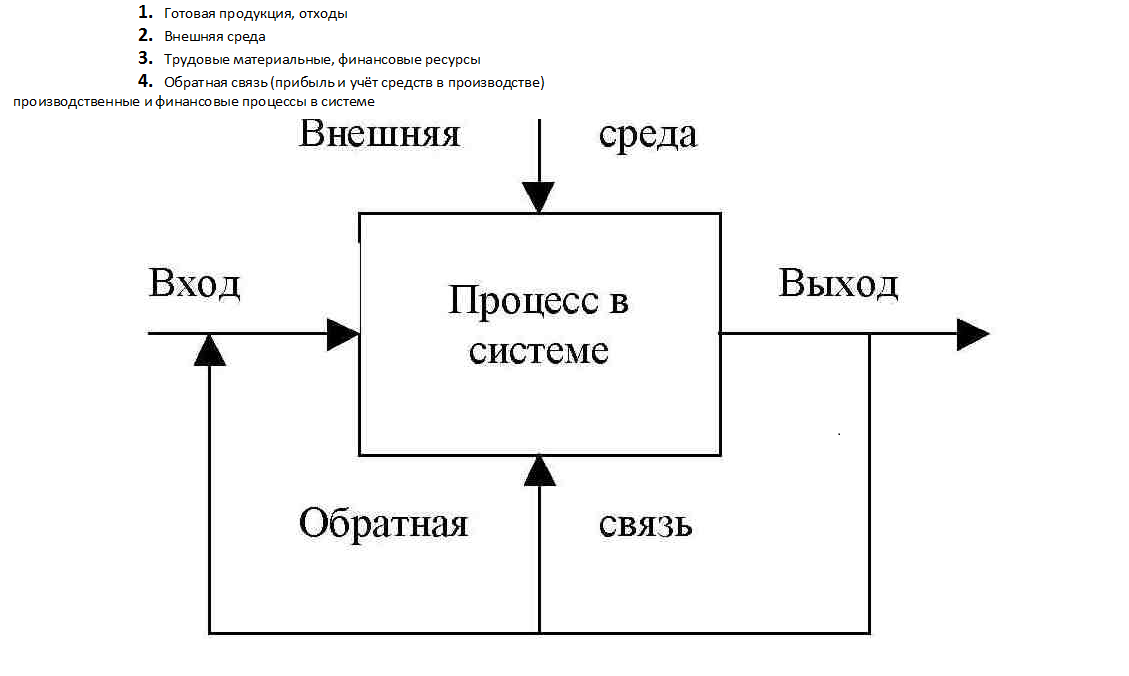 1. Готовая продукция, отходы
2. Внешняя среда
3. Трудовые материальные, финансовые ресурсы
4. Обратная связь (прибыль и учёт средств в производстве)
производственные и финансовые процессы в системе
Внешняя среда
Вход
Процесс в
системе
Выход
Обратная связь